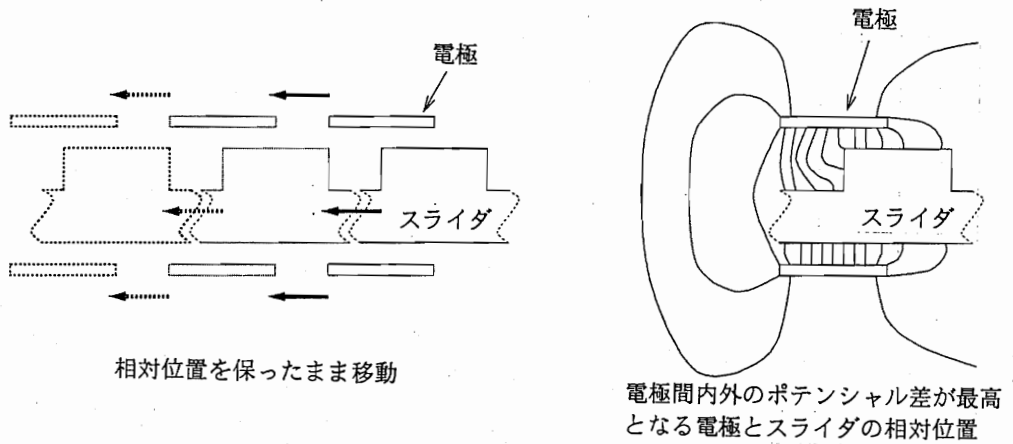 電極
スライダ
相対位置を保ったまま移動
電極
スライダ
電極間内外のポテンシャル差が最高
となる電極とスライダの相対位置